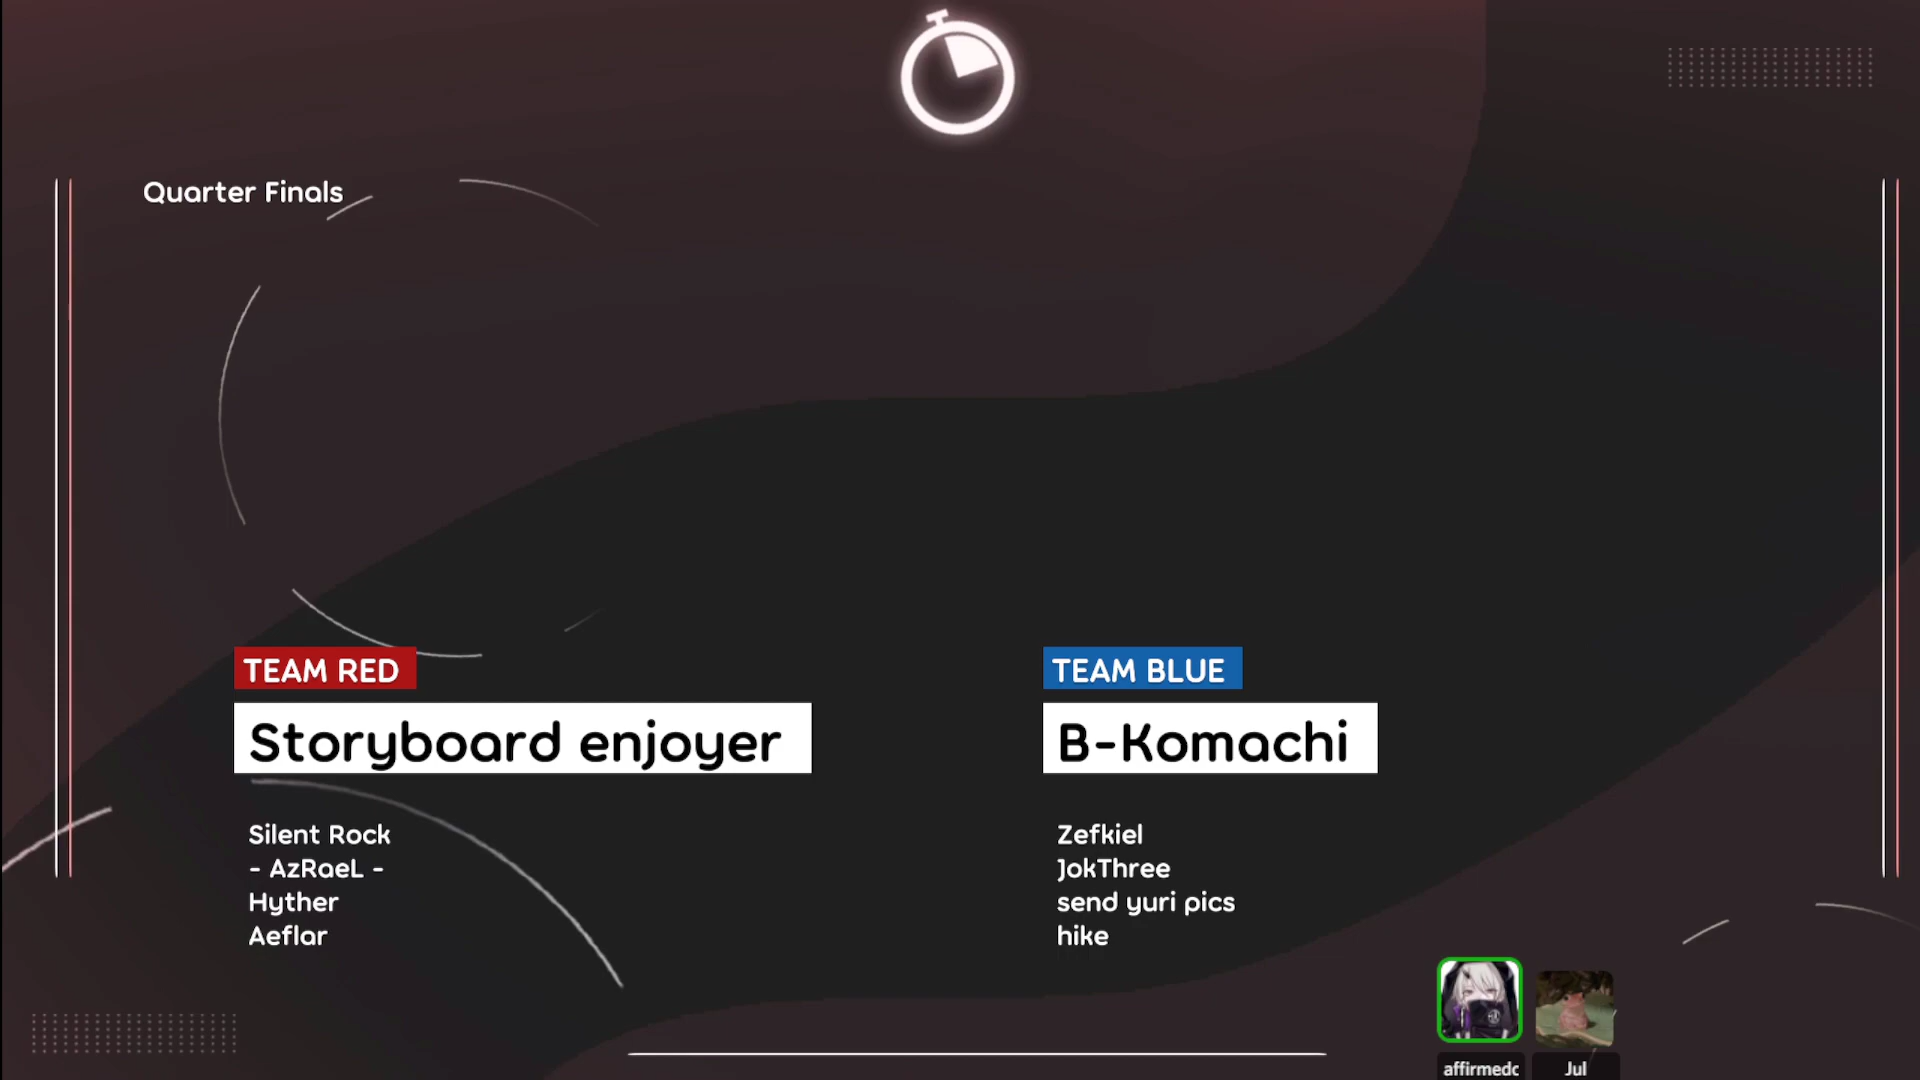 Quarter Finals
TEAM RED
Storyboard enjoyer
Silent Rock
- AzRaeL -
Hyther
Aeflar
TEAM BLUE
B-Komachi
Zefkiel
JokThree
send yuri pics
hike
affirmedc
Jul